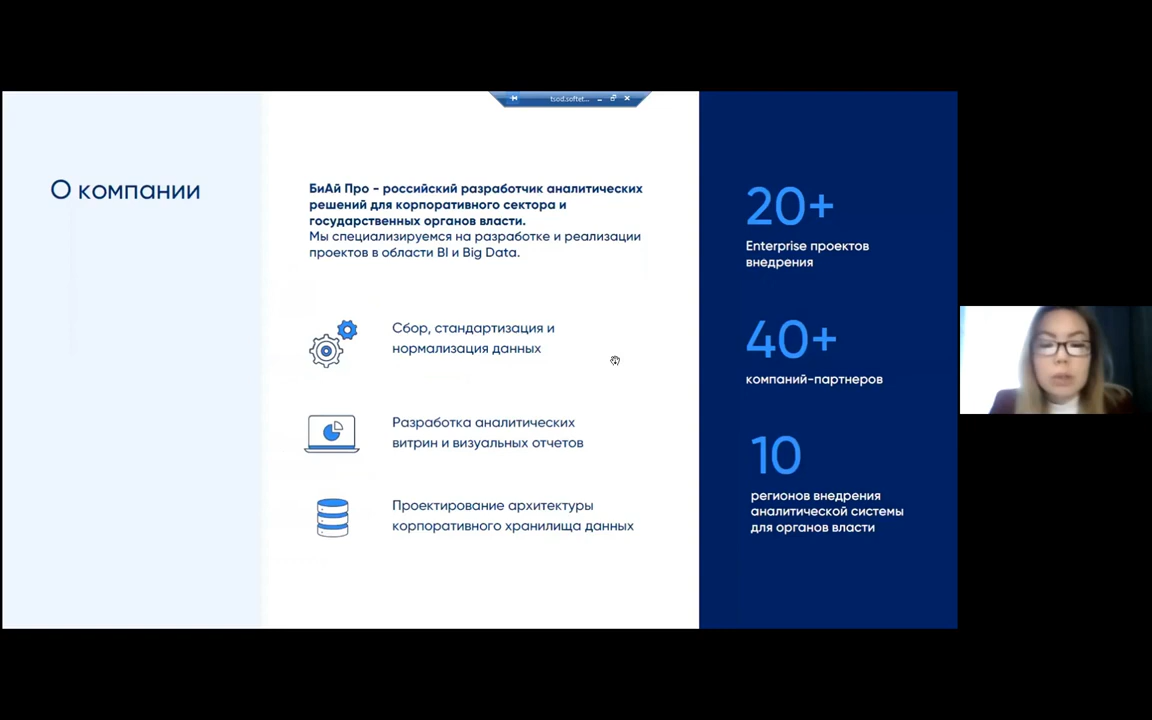 tsod.softet...
О компании
БиАй Про - российский разработчик аналитических
решений для корпоративного сектора и
государственных органов власти.
Мы специализируемся на разработке и реализации
проектов в области BI и Big Data.
Сбор, стандартизация и
нормализация данных
Разработка аналитических
витрин и визуальных отчетов
Проектирование архитектуры
корпоративного хранилища данных
20+
Enterprise проектов
внедрения
40+
компаний-партнеров
10
регионов внедрения
аналитической системы
для органов власти